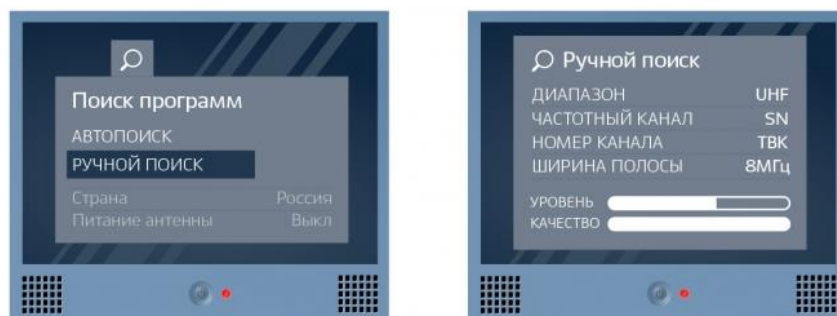 Поиск программ
АВТОПОИСК
РУЧНОЙ ПОИСК
Страна Россия
Питание антенны Выкл
Ручной поиск
ДИАПАЗОН UHF
ЧАСТОТНЫЙ КАНАЛ SN
НОМЕР КАНАЛА ТВК
ШИРИНА ПОЛОСЫ 8МГц
УРОВЕНЬ
КАЧЕСТВО